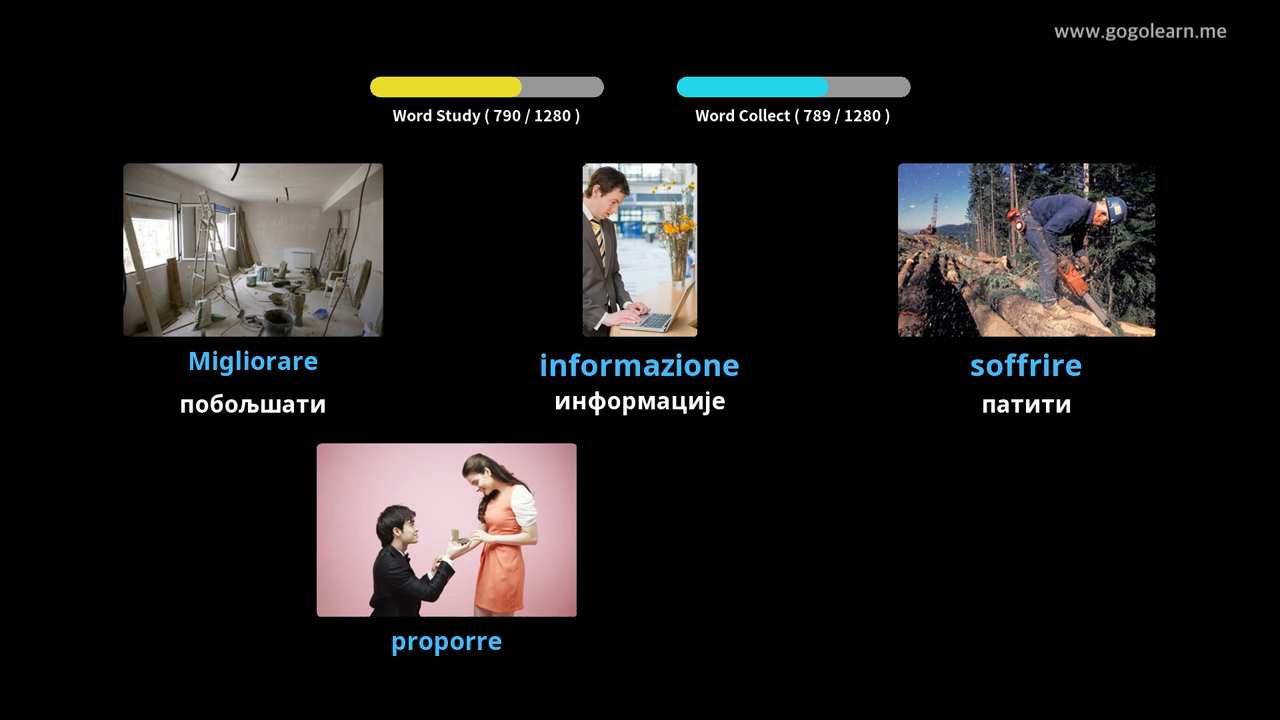 www.gogolearn.me
Word Study ( 790 / 1280 )
Word Collect ( 789 / 1280 )
Migliorare
побољшати
informazione
информације
soffrire
патити
proporre